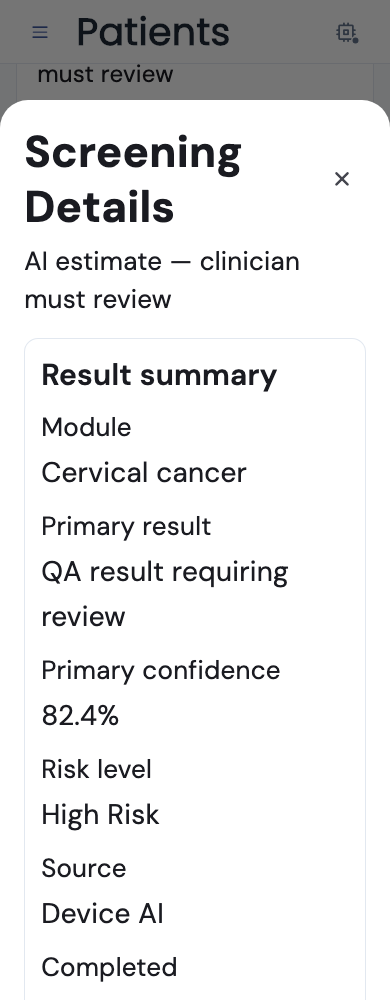 Patients
must review
Screening
Details
AI estimate — clinician
must review
Result summary
Module
Cervical cancer
Primary result
QA result requiring
review
Primary confidence
82.4%
Risk level
High Risk
Source
Device AI
Completed